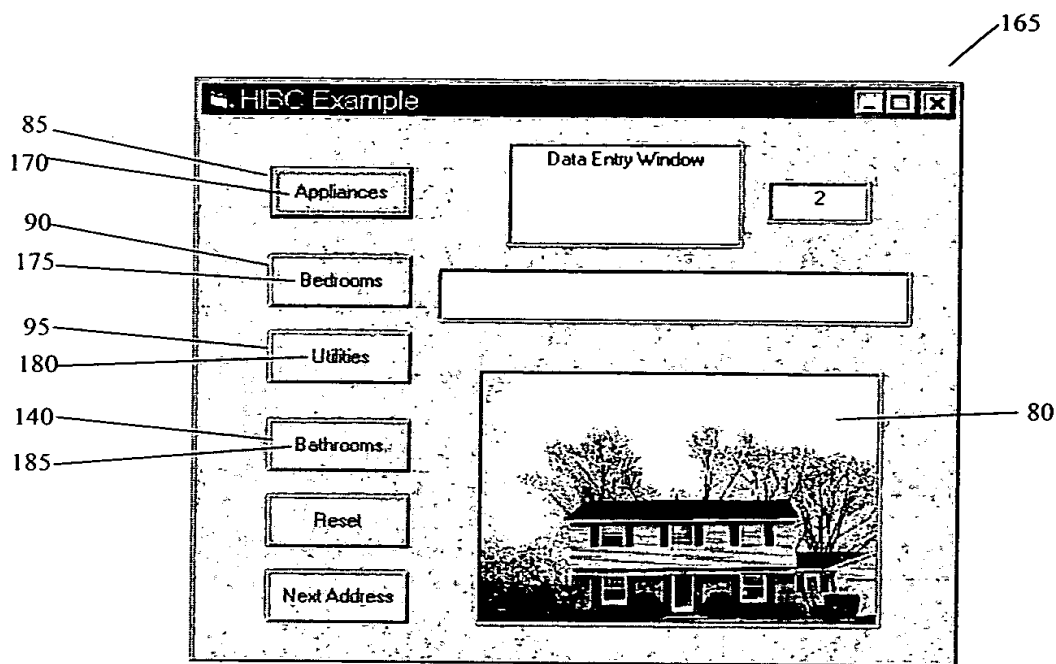 165
HIBC Example
85
170
Appliances
Data Entry Window
2
90
175
Bedrooms
95
180
Utilities
140
185
Bathrooms
80
Reset
Next Address